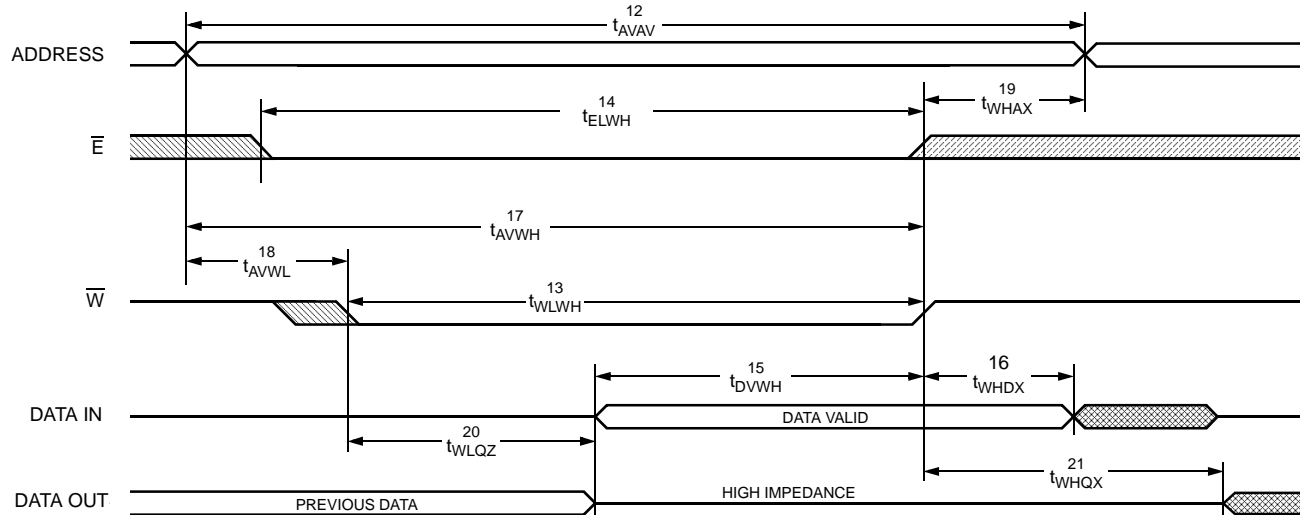 12
tAVAV
ADDRESS
19
tWHAX
14
tELWH
E
17
tAVWH
18
tAVWL
W
13
tWLWH
15
tDVWH
16
tWHDX
DATA IN
DATA VALID
20
tWLQZ
21
tWHQX
DATA OUT
PREVIOUS DATA
HIGH IMPEDANCE